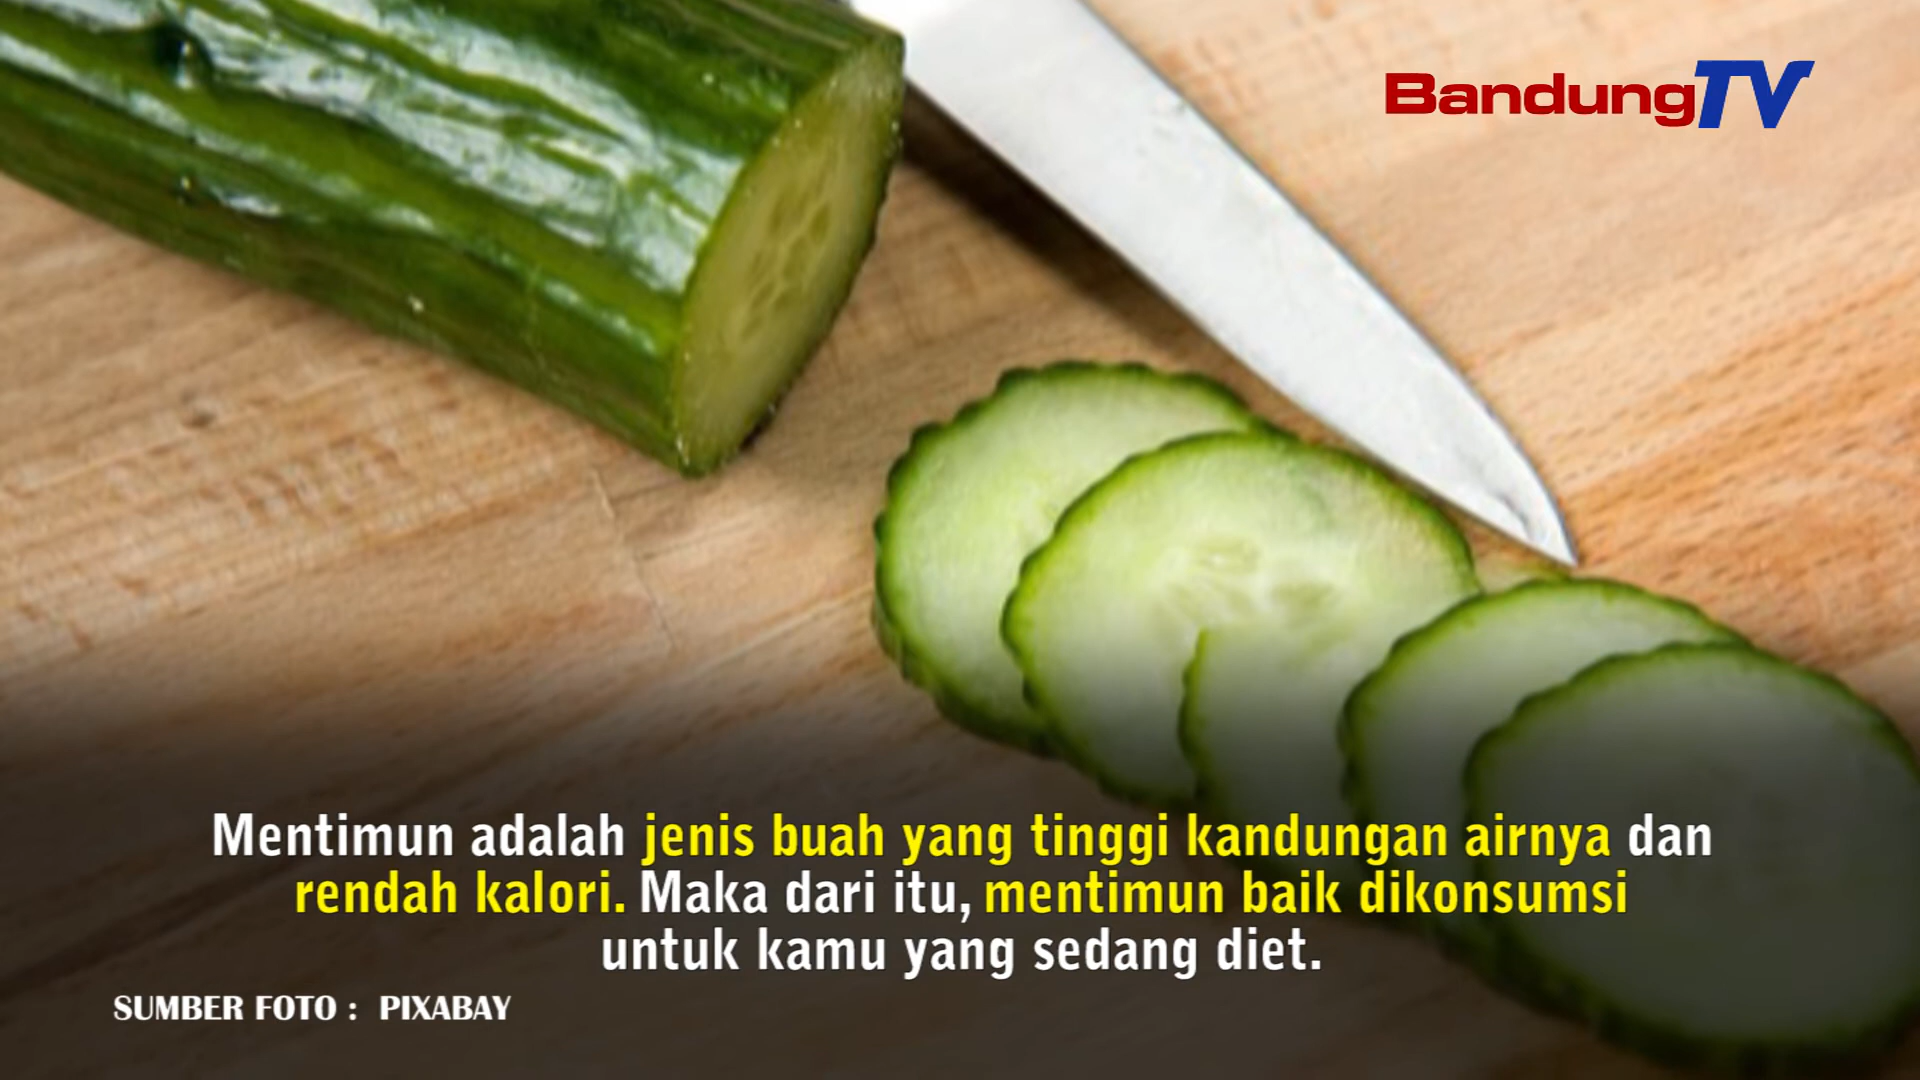 BandungTV
Mentimun adalah jenis buah yang tinggi kandungan airnya dan
rendah kalori. Maka dari itu, mentimun baik dikonsumsi
untuk kamu yang sedang diet.
SUMBER FOTO : PIXABAY